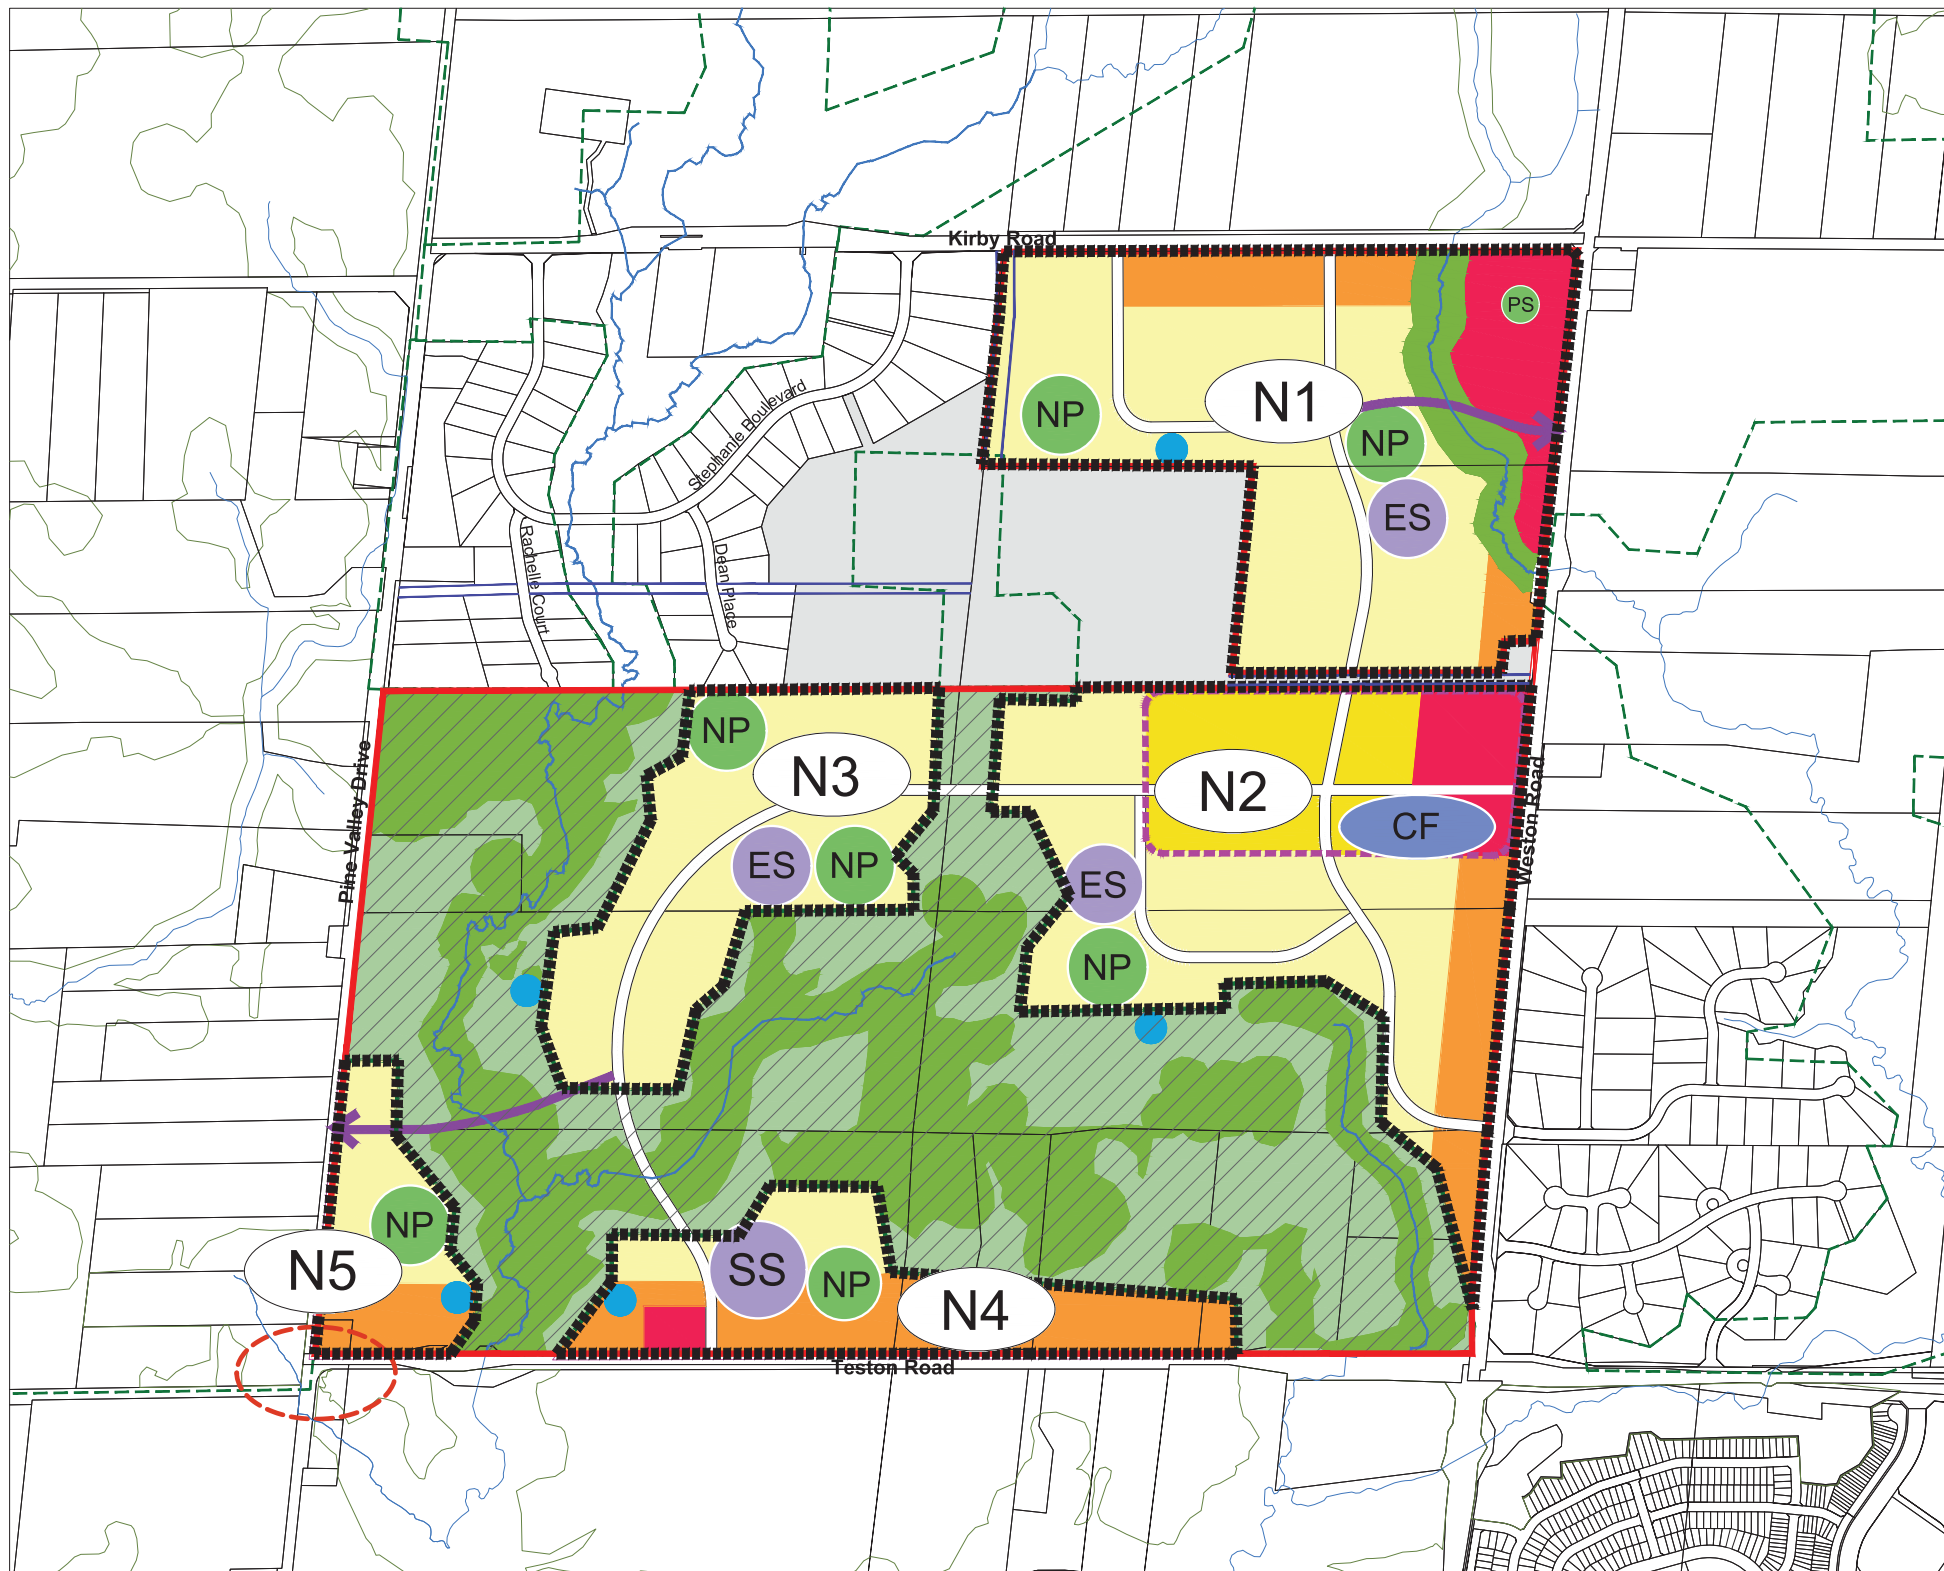 Kirby Road
PS
N1
NP
NP
Stephanie Boulevard
ES
Rachelle Court
Dean Place
NP
N3
N2
Pine Valley Drive
Weston Road
CF
ES
NP
ES
NP
NP
N5
SS
NP
N4
Teston Road